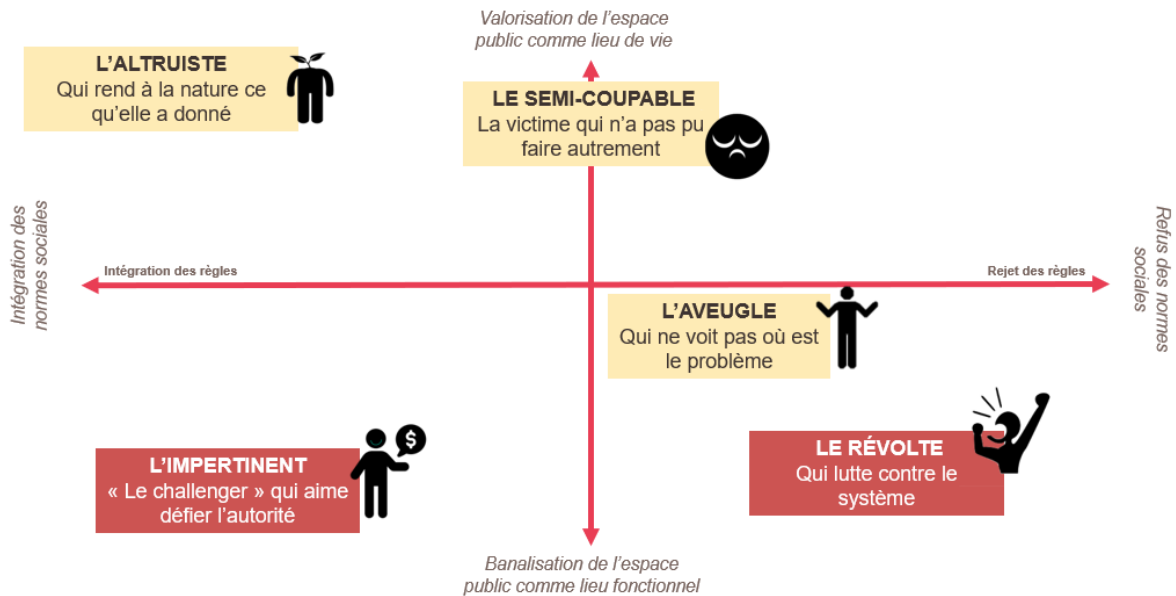 Valorisation de l'espace
public comme lieu de vie
L'ALTRUISTE
Qui rend à la nature ce
qu'elle a donné
LE SEMI-COUPABLE
La victime qui n'a pas pu
faire autrement
Intégration des
normes sociales
Intégration des règles
Rejet des règles
Refus des normes
sociales
L'AVEUGLE
Qui ne voit pas où est
le problème
L'IMPERTINENT
« Le challenger » qui aime
défier l'autorité
$
LE RÉVOLTE
Qui lutte contre le
système
Banalisation de l'espace
public comme lieu fonctionnel